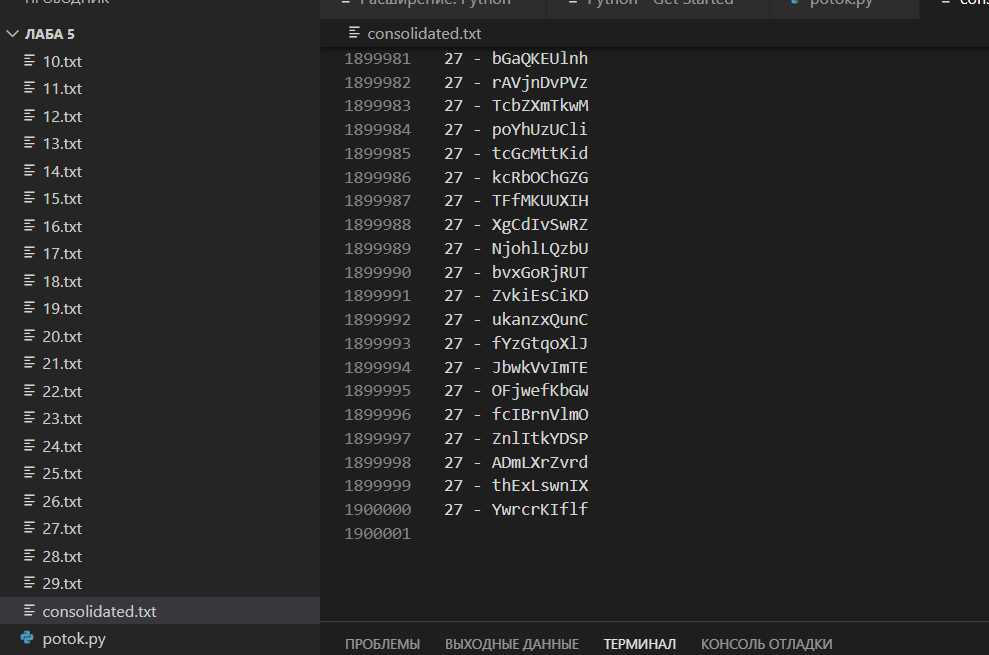 ПРОВОДНИК
ЛАБА 5
10.txt
11.txt
12.txt
13.txt
14.txt
15.txt
16.txt
17.txt
18.txt
19.txt
20.txt
21.txt
22.txt
23.txt
24.txt
25.txt
26.txt
27.txt
28.txt
29.txt
consolidated.txt
potok.py
Расширение: Python
Python - Get Started
potok.py
con
consolidated.txt
1899981 27 - bGaQKEUlnh
1899982 27 - rAVjnDvPVz
1899983 27 - TcbZXmTkwM
1899984 27 - poYhUzUCli
1899985 27 - tcGcMttKid
1899986 27 - kcRbOChGZG
1899987 27 - TFfMKUUXIH
1899988 27 - XgCdIvSwRZ
1899989 27 - NjohlLQzbU
1899990 27 - bvxGoRjRUT
1899991 27 - ZvkiEsCiKD
1899992 27 - ukanzxQunC
1899993 27 - fYzGtqoXlJ
1899994 27 - JbwkVvImTE
1899995 27 - OFjwefKbGW
1899996 27 - fcIBrnVlmO
1899997 27 - ZnlItkYDSP
1899998 27 - ADmLXrZvrd
1899999 27 - thExLswnIX
1900000 27 - YwrcrKIflf
1900001
ПРОБЛЕМЫ ВЫХОДНЫЕ ДАННЫЕ ТЕРМИНАЛ КОНСОЛЬ ОТЛАДКИ